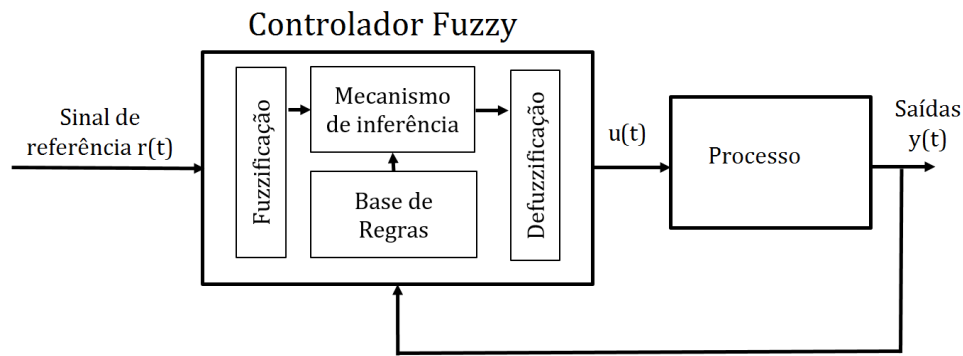 Controlador Fuzzy
Sinal de
referência r(t)
Fuzzificação
Mecanismo
de inferência
Base de
Regras
Defuzzificação
u(t)
Processo
Saídas
y(t)